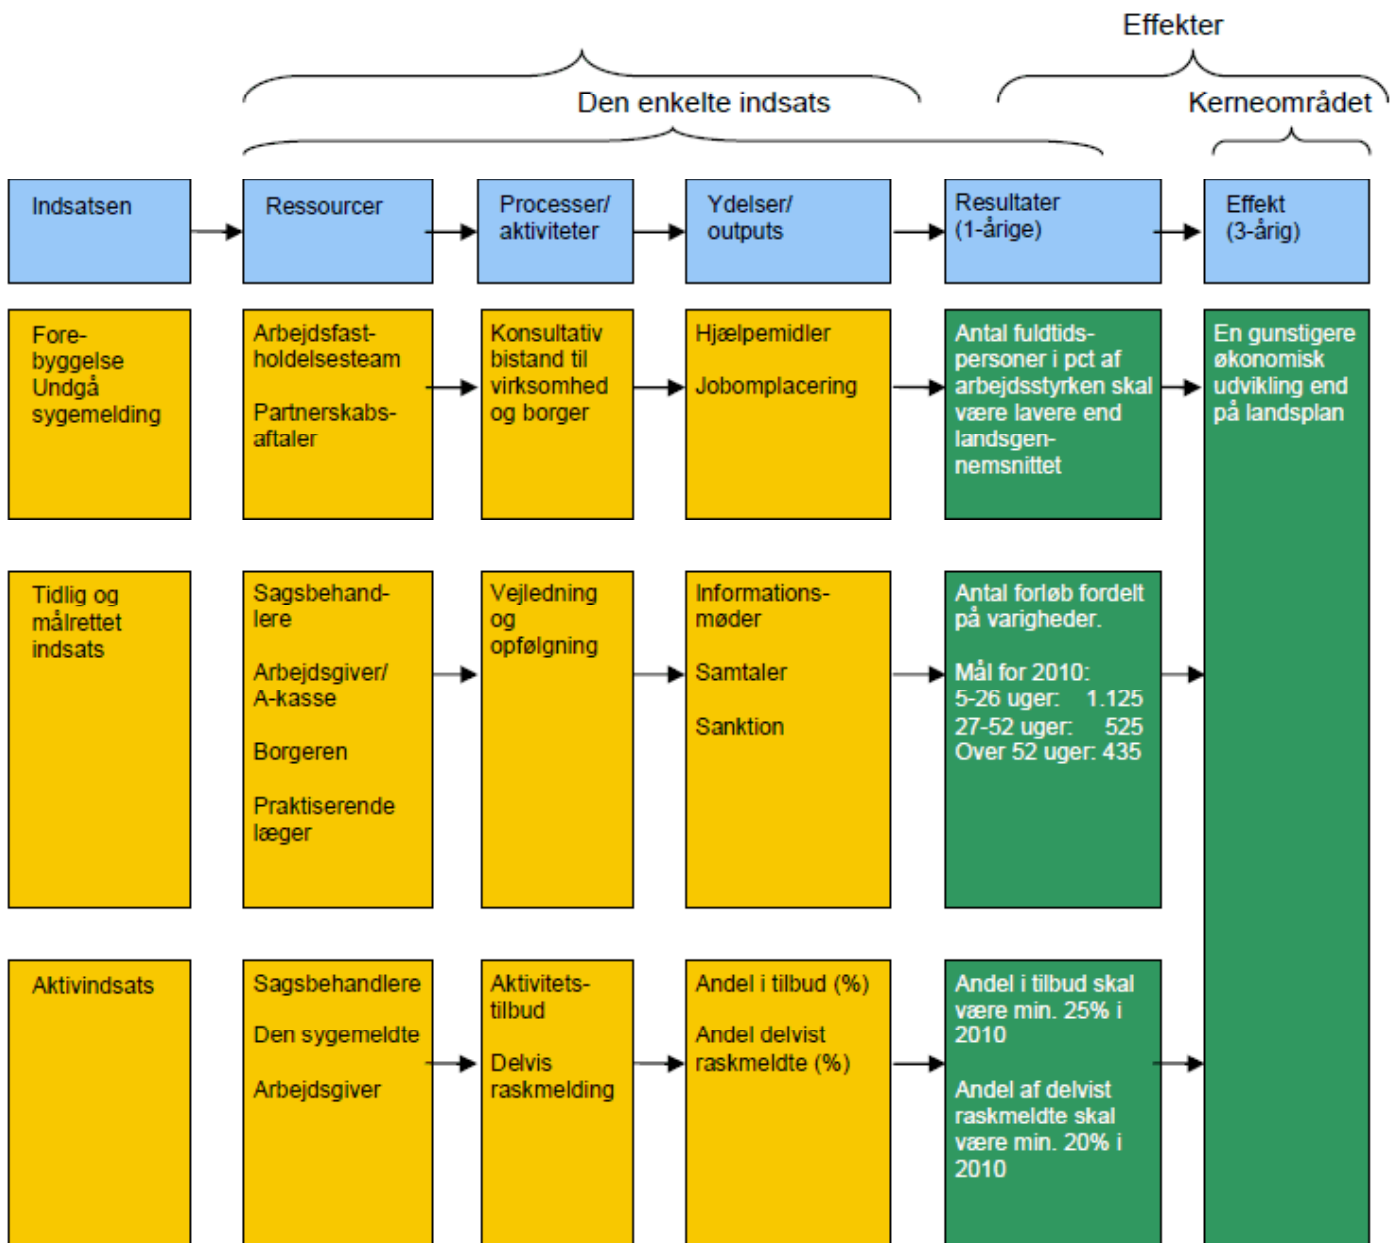 Effekter
Den enkelte indsats
Kerneområdet
Indsatsen
Ressourcer
Processer/
aktiviteter
Ydelser/
outputs
Resultater
(1-årige)
Effekt
(3-årig)
Fore-
byggelse
Undgå
sygemelding
Arbejdsfast-
holdelsesteam
Partnerskabs-
aftaler
Konsultativ
bistand til
virksomhed
og borger
Hjælpemidler
Jobomplacering
Antal fuldtids-
personer i pct af
arbejdsstyrken skal
være lavere end
landsgen-
nemsnittet
En gunstigere
økonomisk
udvikling end
på landsplan
Tidlig og
målrettet
indsats
Sagsbehand-
lere
Arbejdsgiver/
A-kasse
Borgeren
Praktiserende
læger
Vejledning
og
opfølgning
Informations-
møder
Samtaler
Sanktion
Antal forløb fordelt
på varigheder.
Mål for 2010:
5-26 uger: 1.125
27-52 uger: 525
Over 52 uger: 435
Aktivindsats
Sagsbehandlere
Den sygemeldte
Arbejdsgiver
Aktivitets-
tilbud
Delvis
raskmelding
Andel i tilbud (%)
Andel delvist
raskmeldte (%)
Andel i tilbud skal
være min. 25% i
2010
Andel af delvist
raskmeldte skal
være min. 20% i
2010